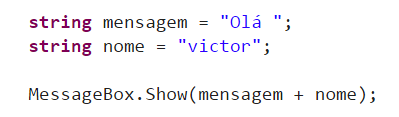 string mensagem = "Olá ";
string nome = "victor";
MessageBox.Show(mensagem + nome);